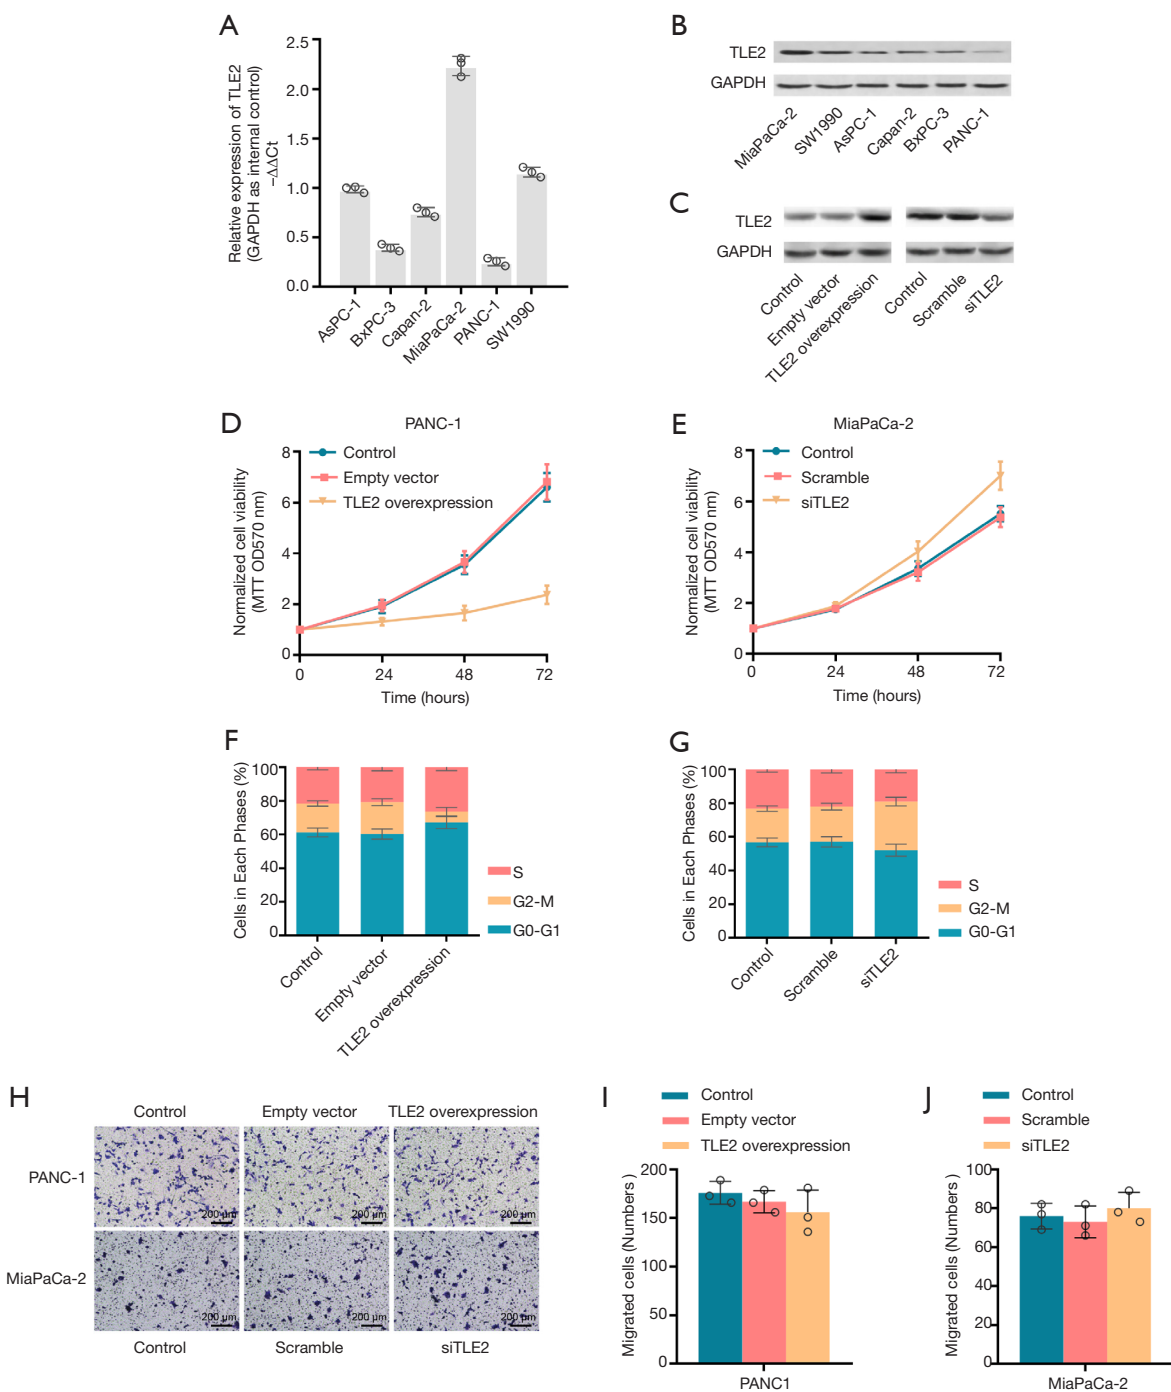 A
Relative expression of TLE2
(GAPDH as internal control)
−ΔΔCt
2.5
2.0
1.5
1.0
0.5
0.0
AsPC-1
BxPC-3
Capan-2
MiaPaCa-2
PANC-1
SW1990
B
TLE2
GAPDH
MiaPaCa-2
SW1990
AsPC-1
Capan-2
BxPC-3
PANC-1
C
TLE2
GAPDH
Control
Empty vector
TLE2 overexpression
Control
Scramble
siTLE2
D
PANC-1
Normalized cell viability
(MTT OD570 nm)
8
6
4
2
0
Control
Empty vector
TLE2 overexpression
0 24 48 72
Time (hours)
E
MiaPaCa-2
Normalized cell viability
(MTT OD570 nm)
8
6
4
2
0
Control
Scramble
siTLE2
0 24 48 72
Time (hours)
F
Cells in Each Phases (%)
100
80
60
40
20
0
S
G2-M
G0-G1
Control
Empty vector
TLE2 overexpression
G
Cells in Each Phases (%)
100
80
60
40
20
0
S
G2-M
G0-G1
Control
Scramble
siTLE2
H
Control Empty vector TLE2 overexpression
PANC-1
200 μm 200 μm 200 μm
MiaPaCa-2
200 μm 200 μm 200 μm
Control Scramble siTLE2
I
Control
Empty vector
TLE2 overexpression
Migrated cells (Numbers )
200
150
100
50
0
PANC1
J
Control
Scramble
siTLE2
Migrated cells (Numbers)
100
80
60
40
20
0
MiaPaCa-2